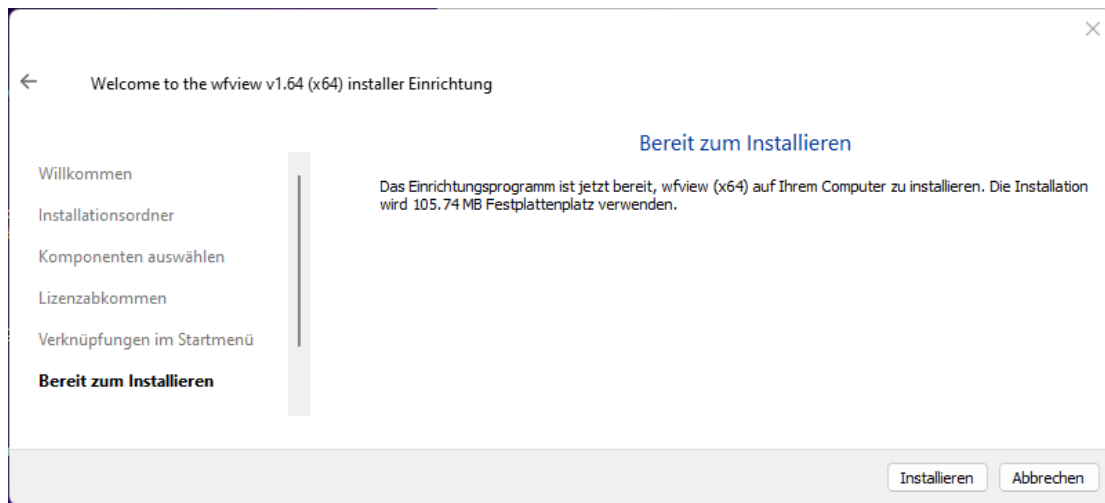 Welcome to the wfview v1.64 (x64) installer Einrichtung
Willkommen
Installationsordner
Komponenten auswählen
Lizenzabkommen
Verknüpfungen im Startmenü
Bereit zum Installieren
Bereit zum Installieren
Das Einrichtungsprogramm ist jetzt bereit, wfview (x64) auf Ihrem Computer zu installieren. Die Installation
wird 105.74 MB Festplattenplatz verwenden.
Installieren
Abbrechen